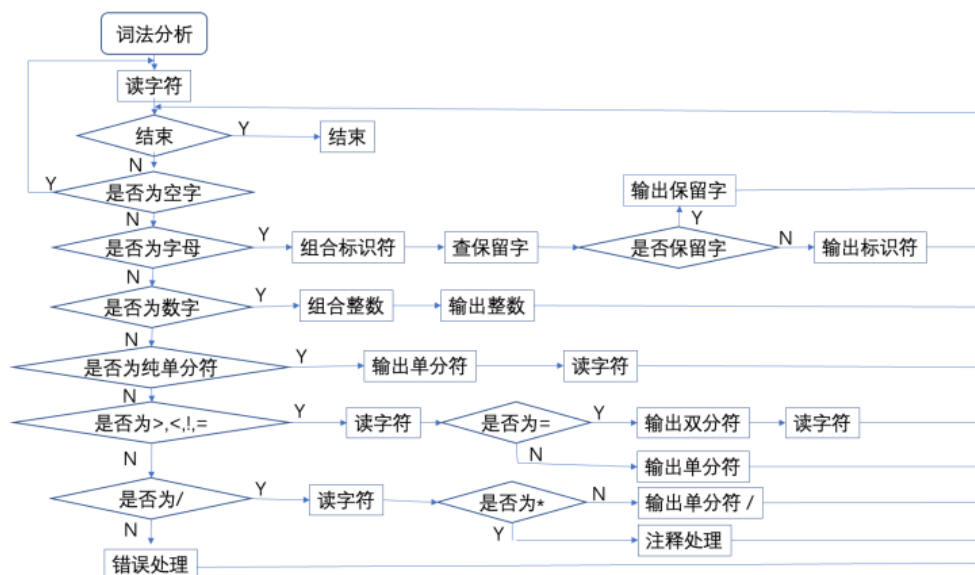 词法分析
读字符
结束
Y
结束
N
Y
是否为空字
输出保留字
N
Y
是否为字母
Y
组合标识符
查保留字
是否保留字
N
输出标识符
N
是否为数字
Y
组合整数
输出整数
N
是否为纯单分符
Y
输出单分符
读字符
N
是否为>,<,!,=
Y
读字符
是否为=
Y
输出双分符
读字符
N
N
输出单分符
是否为/
Y
读字符
是否为*
N
输出单分符 /
N
Y
注释处理
错误处理